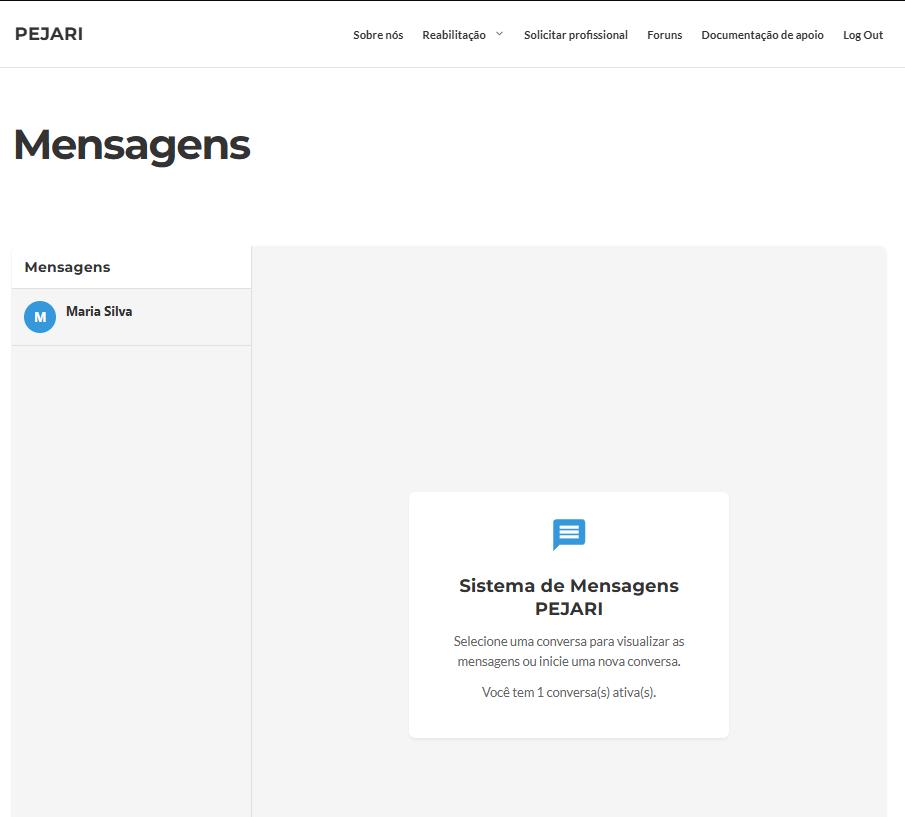 PEJARI
Sobre nós Reabilitação Solicitar profissional Foruns Documentação de apoio Log Out
Mensagens
Mensagens
M Maria Silva
Sistema de Mensagens
PEJARI
Selecione uma conversa para visualizar as
mensagens ou inicie uma nova conversa.
Você tem 1 conversa(s) ativa(s).